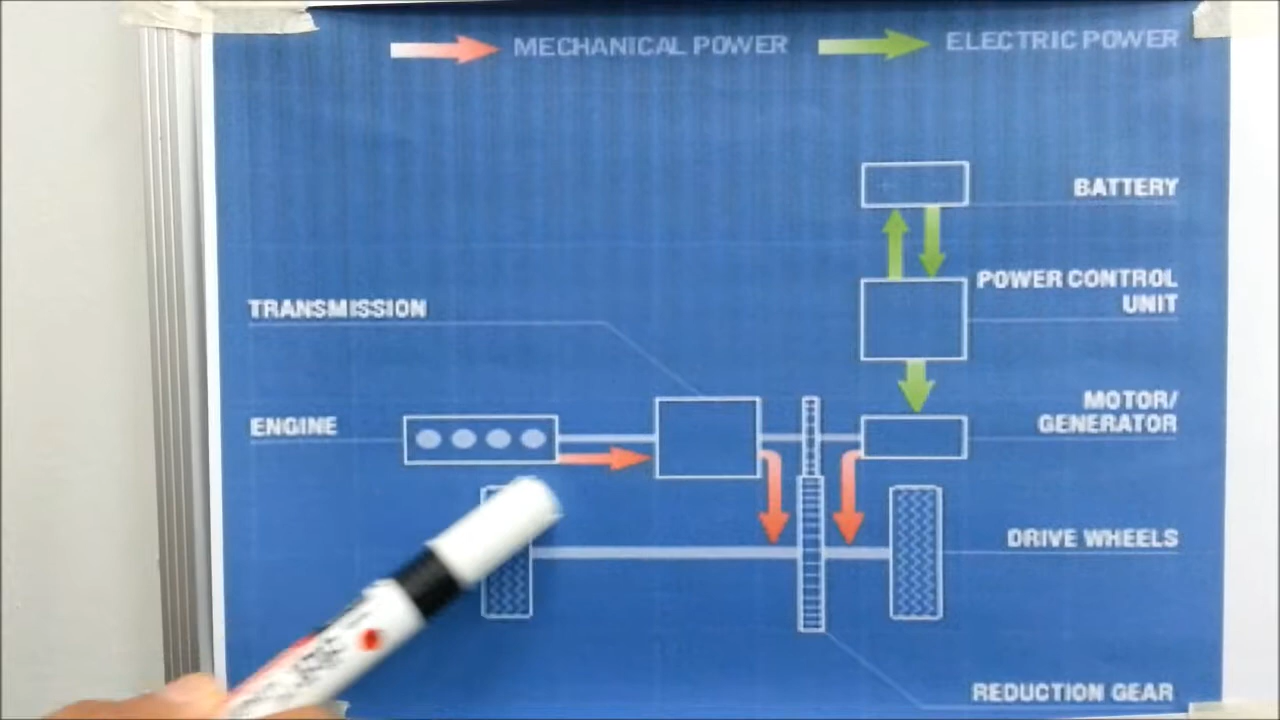 MECHANICAL POWER
ELECTRIC POWER
BATTERY
POWER CONTROL
UNIT
TRANSMISSION
ENGINE
MOTOR/
GENERATOR
DRIVE WHEELS
REDUCTION GEAR